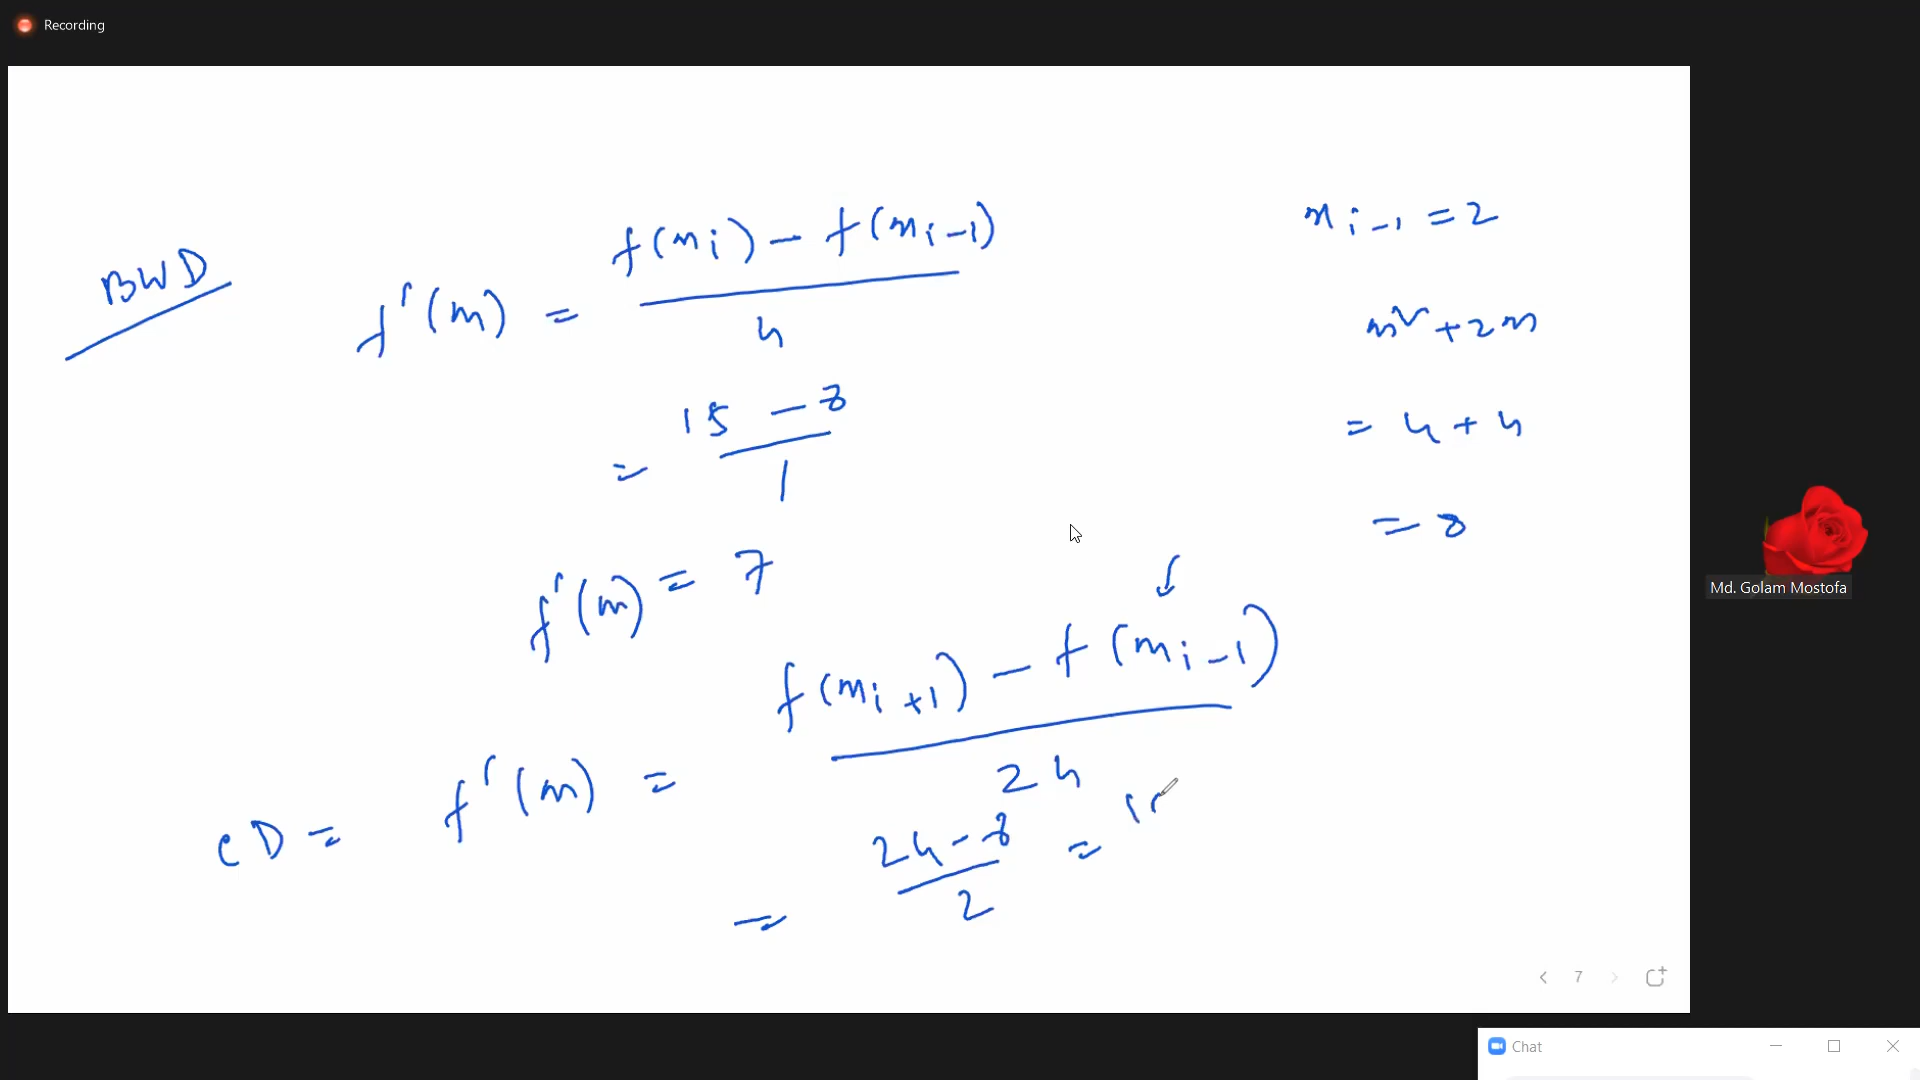 Recording
BWD
f'(x) = f(xᵢ) - f(xᵢ₋₁) / h
= 15 - 8 / 1
f'(x) = 7
xᵢ₋₁ = 2
x² + 2x
= 4 + 4
= 8
CD = f'(x) = f(xᵢ₊₁) - f(xᵢ₋₁) / 2h
= 24 - 8 / 2 =
Md. Golam Mostofa
7
Chat